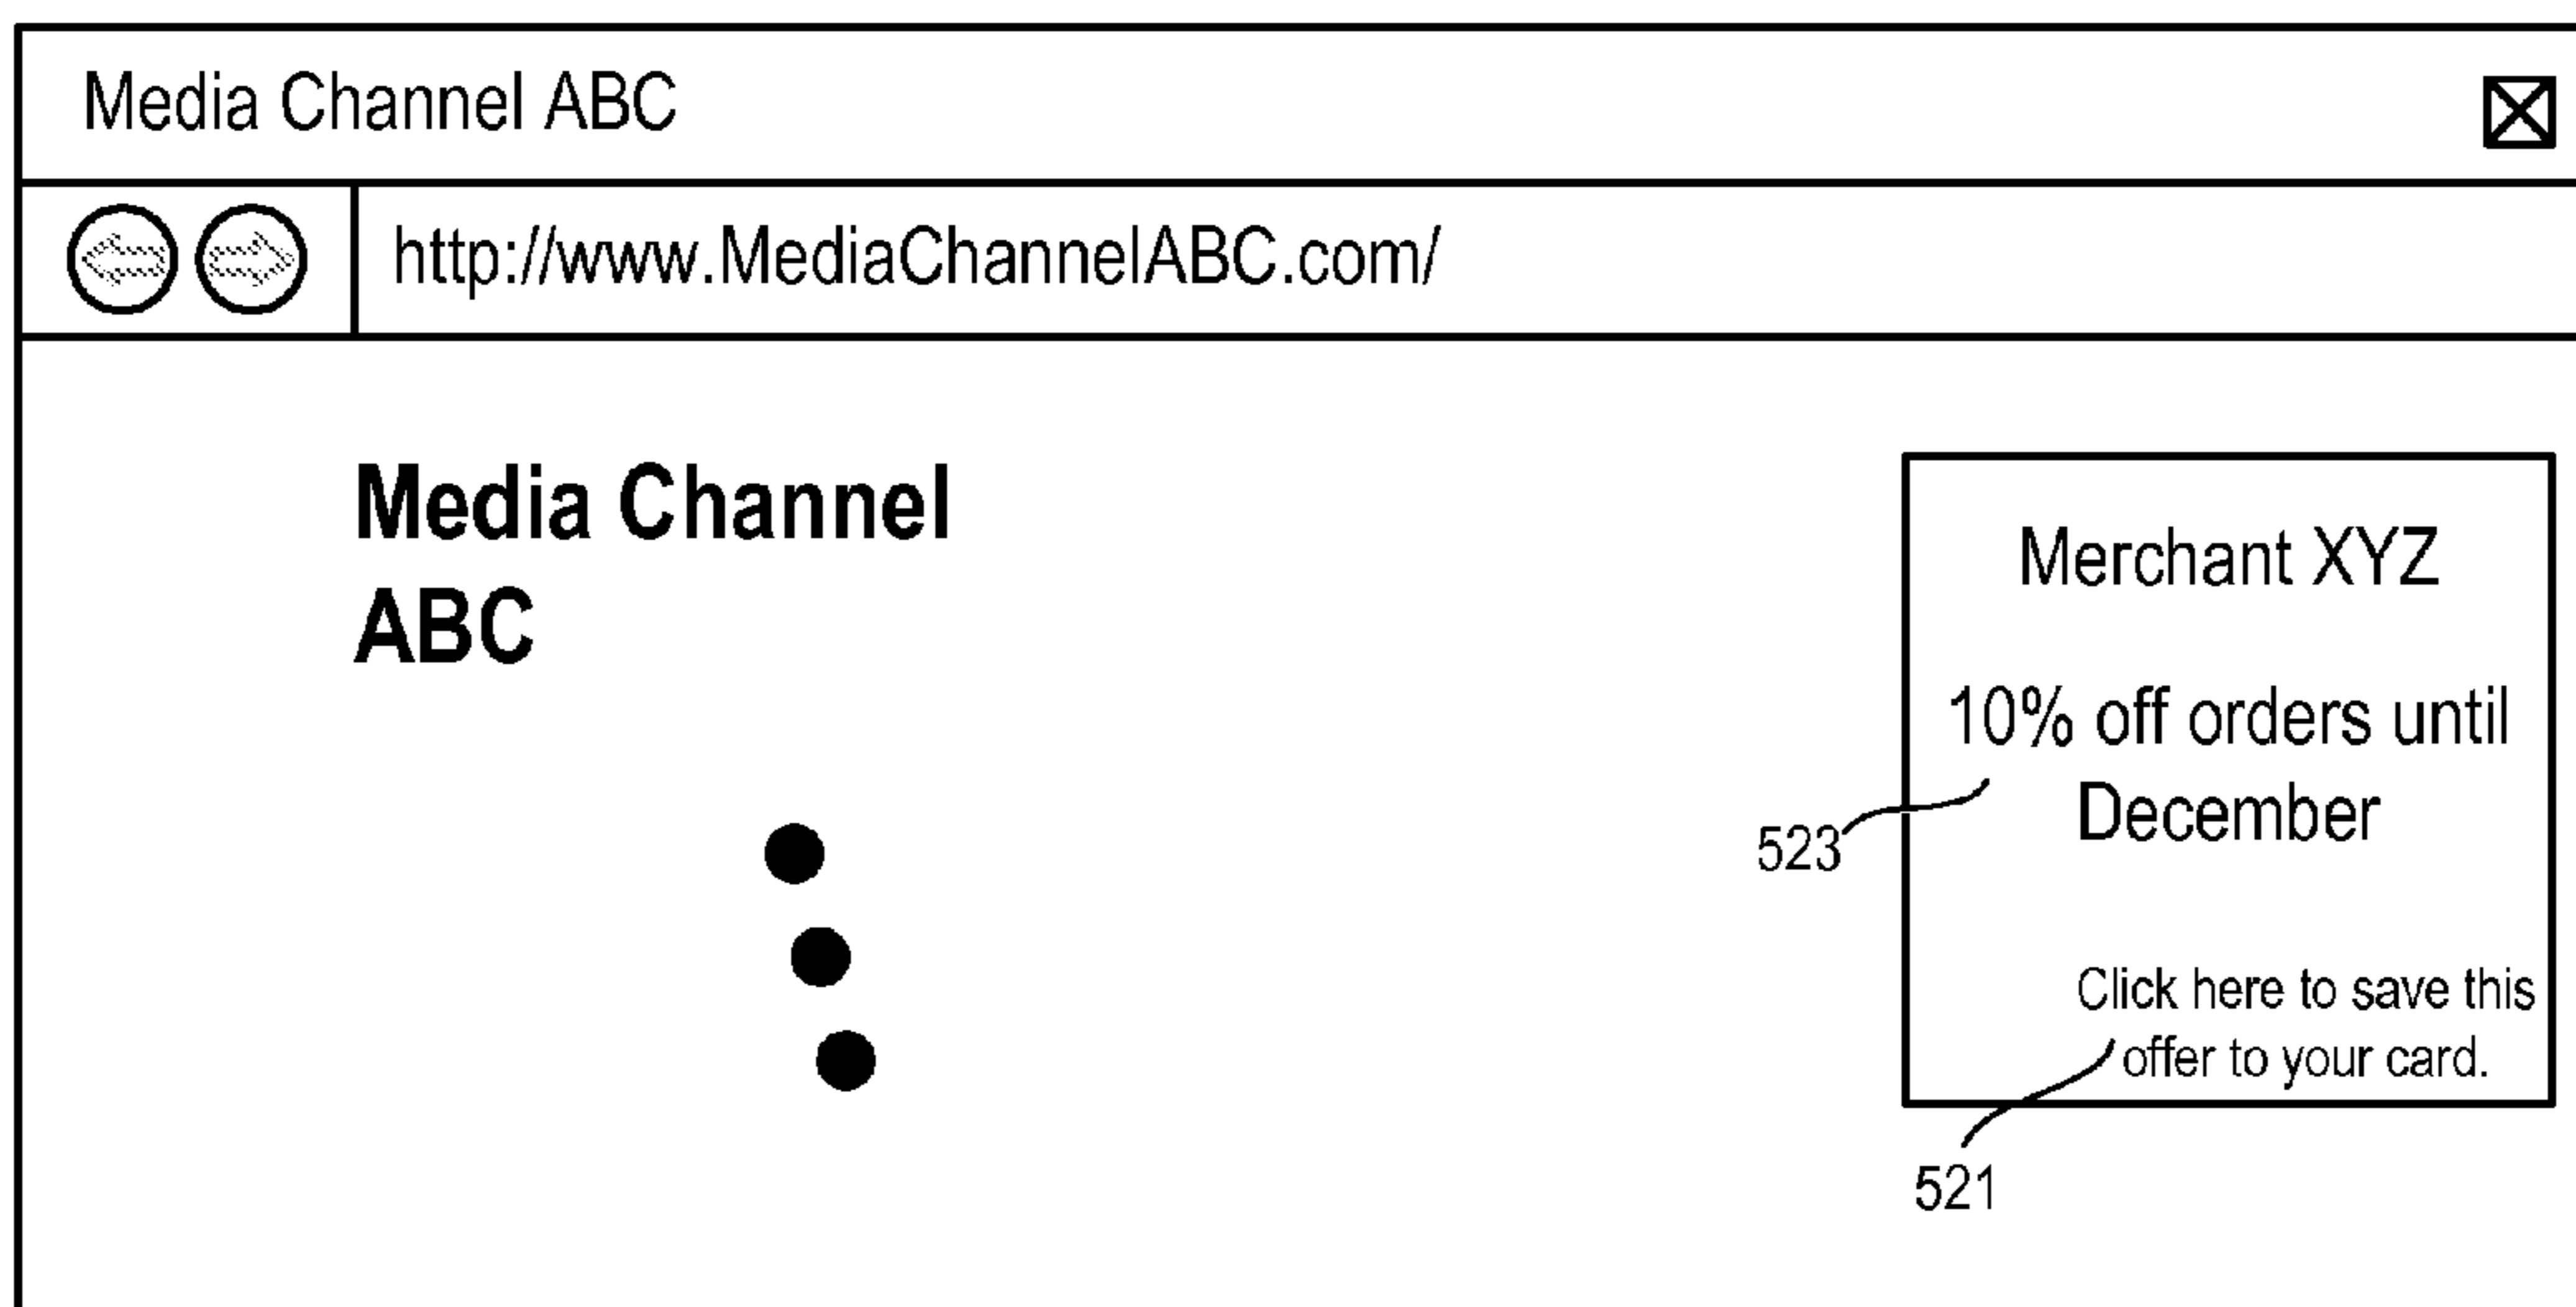 Media Channel ABC
http://www.MediaChannelABC.com/
Media Channel
ABC
Merchant XYZ
10% off orders until
December
523
Click here to save this
offer to your card.
521